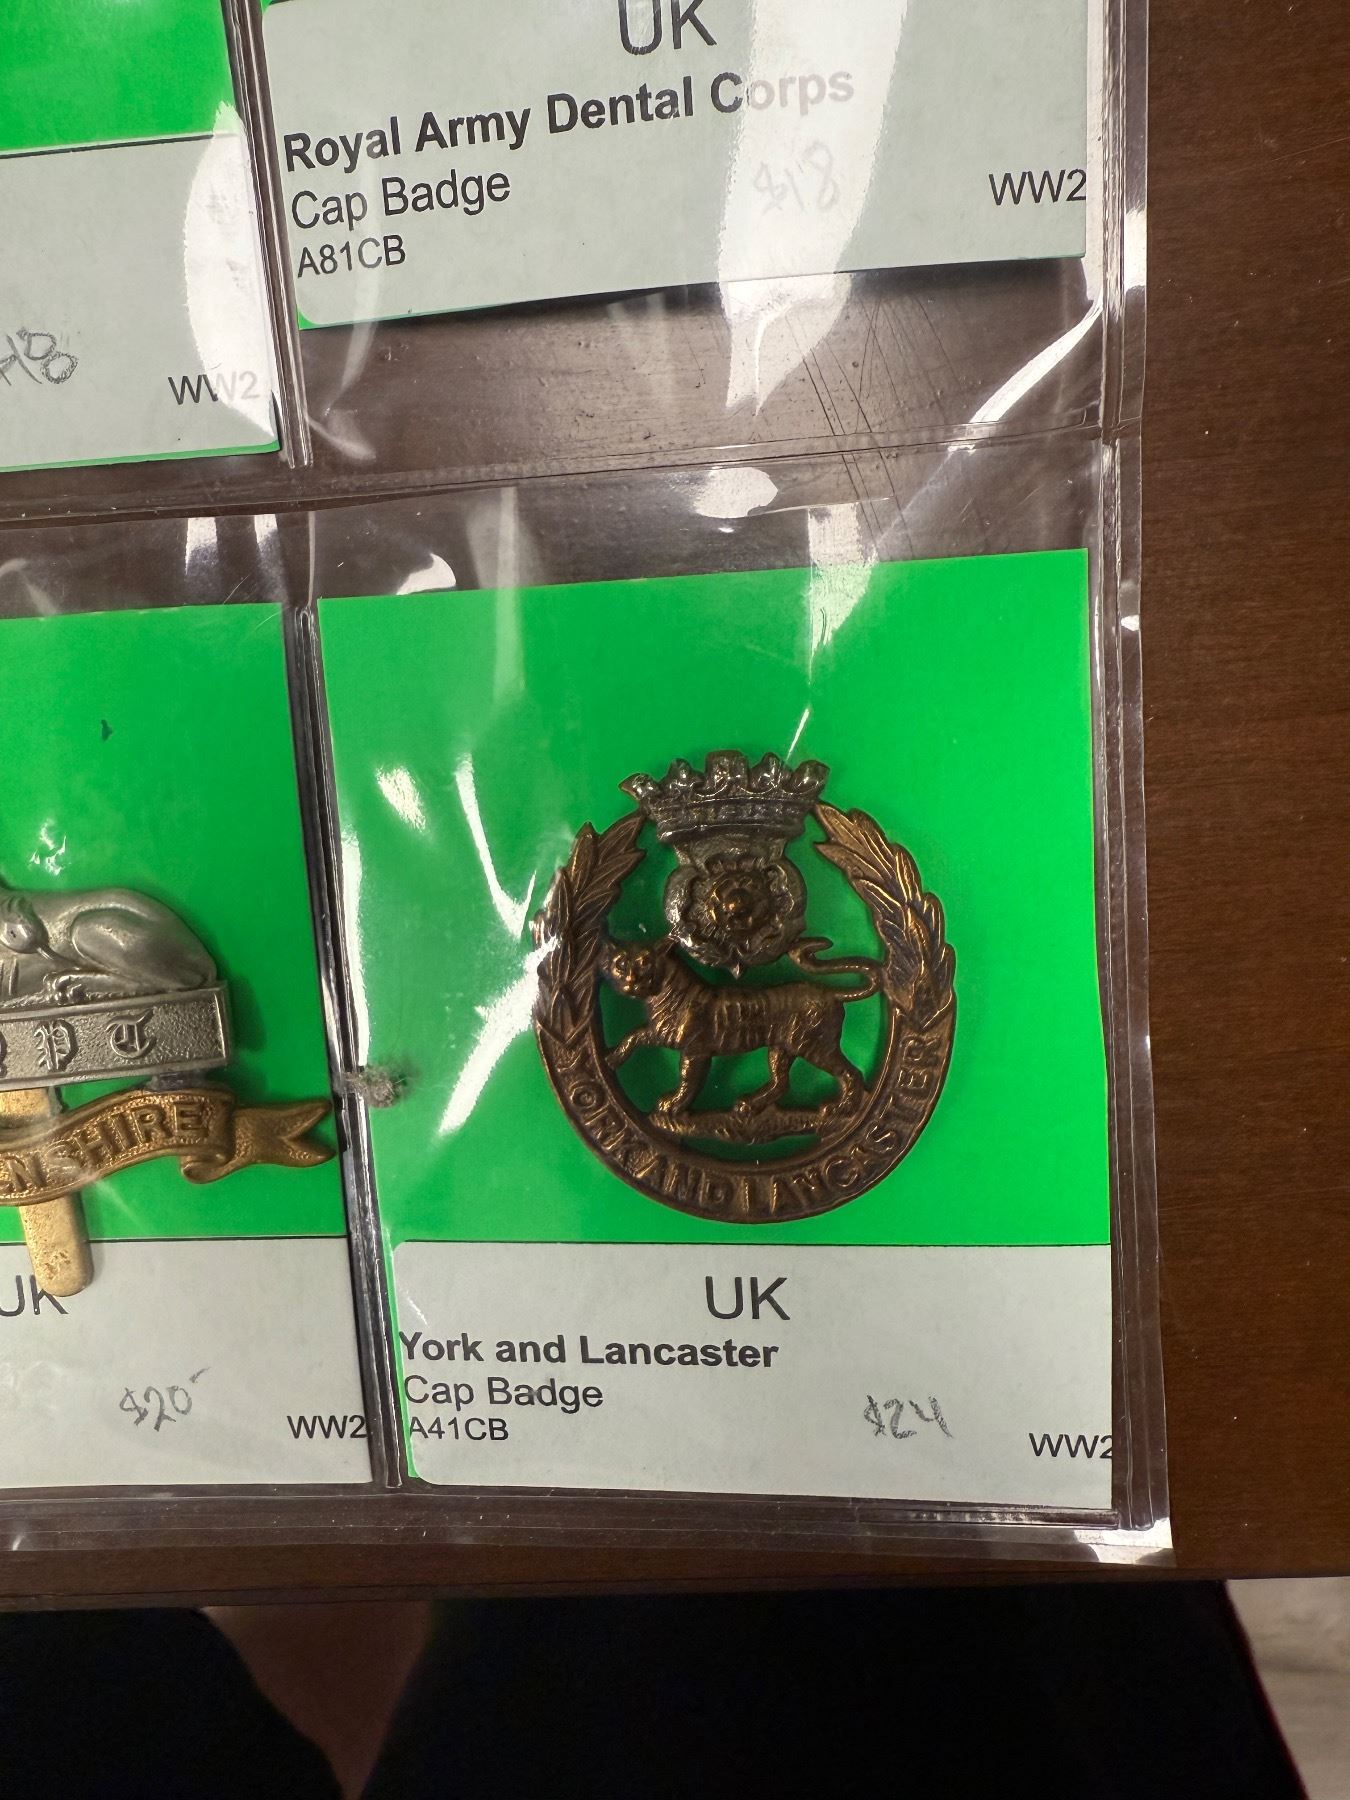 UK
Royal Army Dental Corps
Cap Badge
$18
A81CB
WW2
WW2
EGYPT
YORK AND LANCASTER
UK
UK
York and Lancaster
Cap Badge
$24
A41CB
WW2
$20
WW2